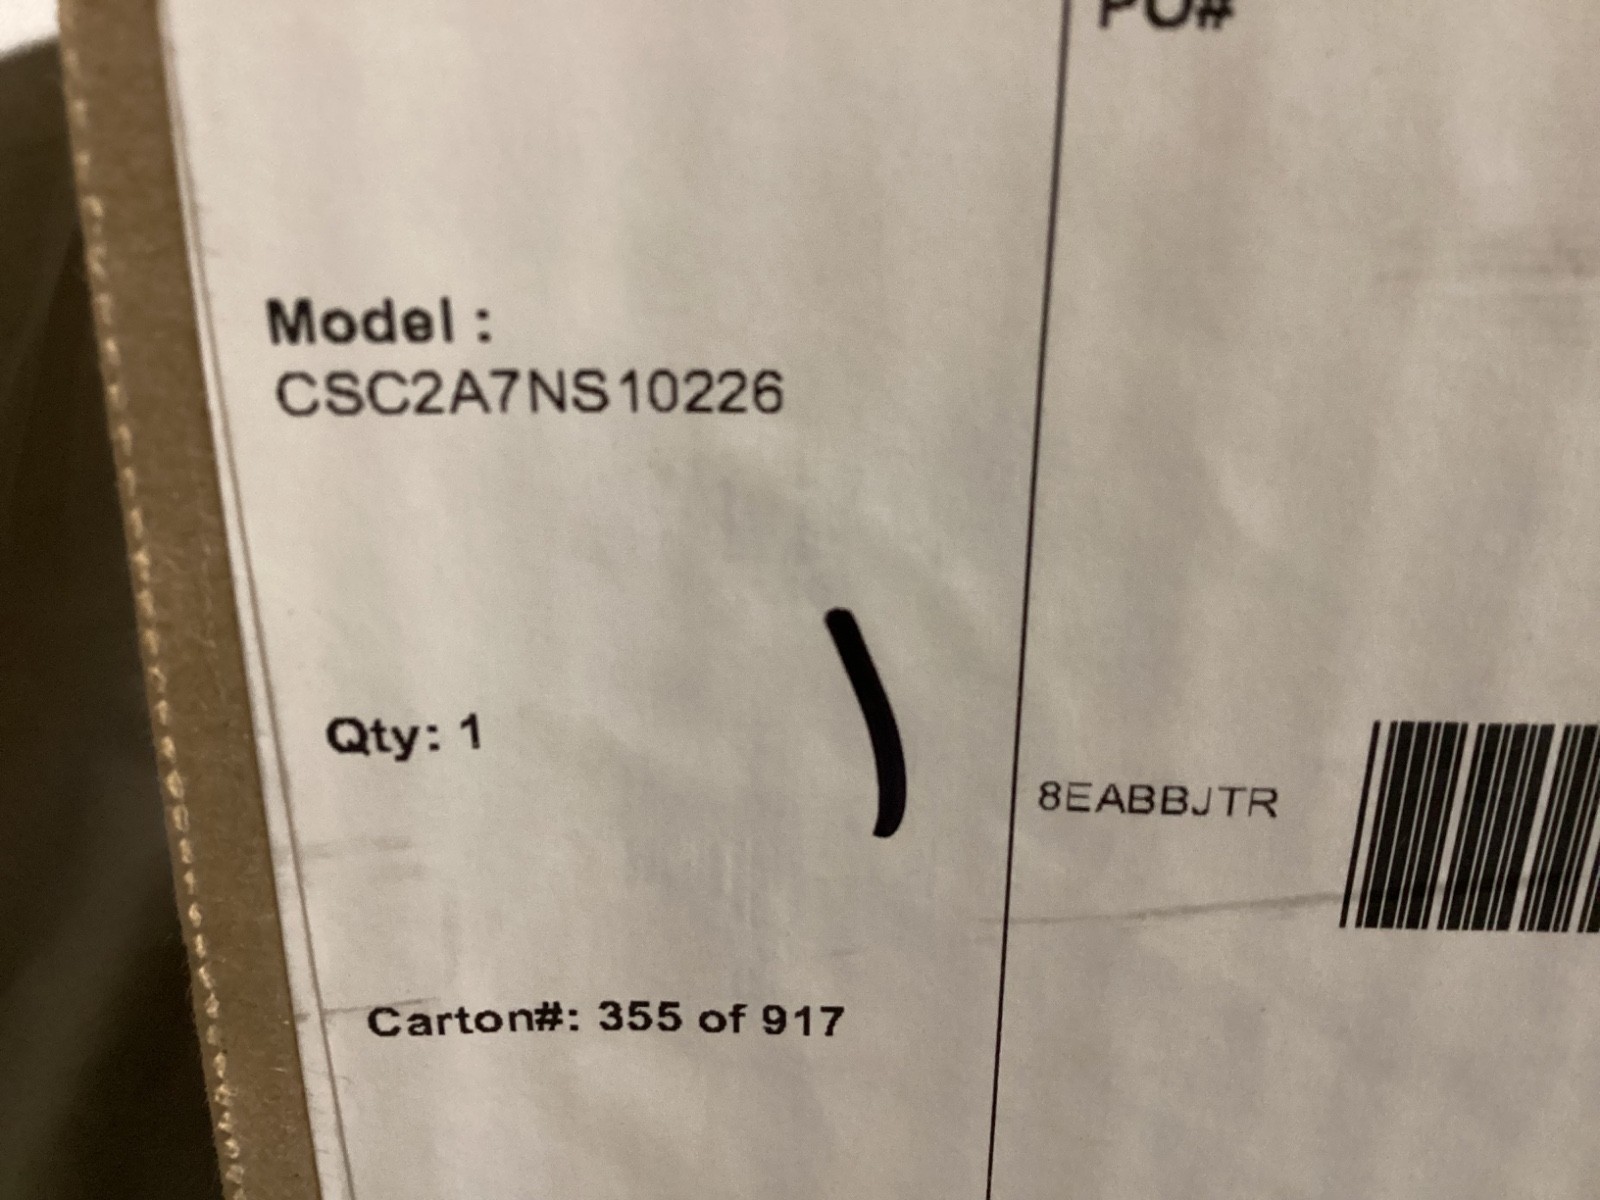 PO#
Model :
CSC2A7NS10226
Qty: 1
8EABBJTR
Carton#: 355 of 917